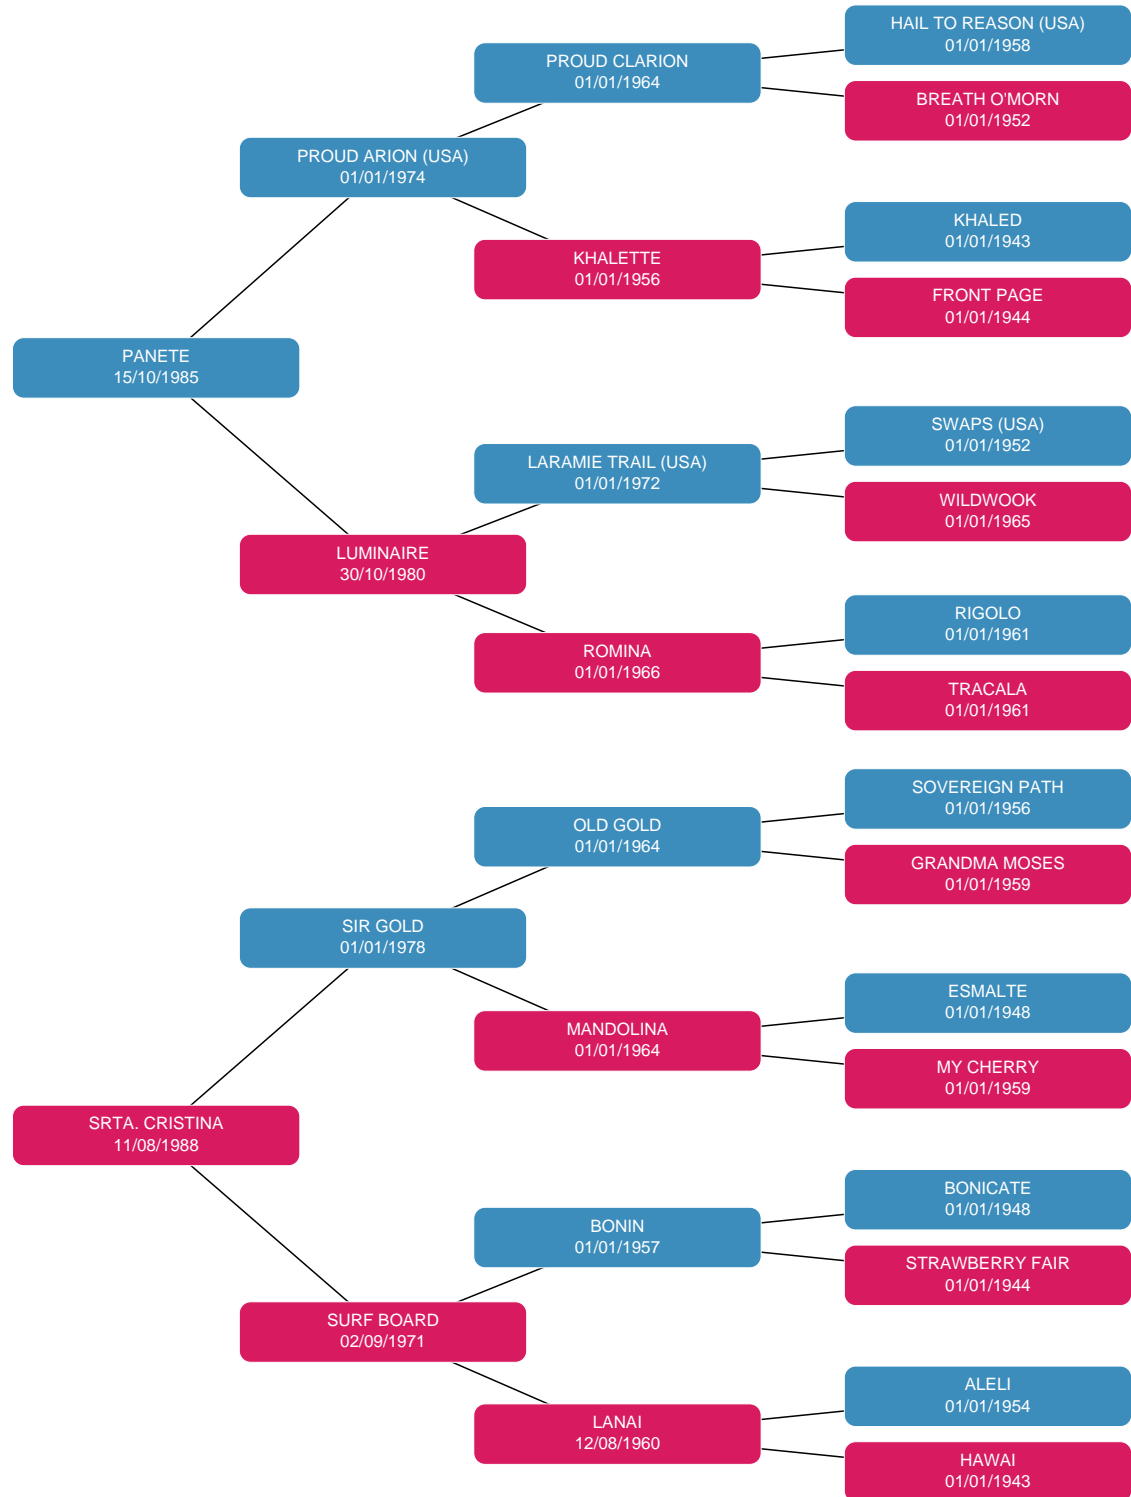 HAIL TO REASON (USA)
01/01/1958
PROUD CLARION
01/01/1964
BREATH O'MORN
01/01/1952
PROUD ARION (USA)
01/01/1974
KHALED
01/01/1943
KHALETTE
01/01/1956
FRONT PAGE
01/01/1944
PANETE
15/10/1985
SWAPS (USA)
01/01/1952
LARAMIE TRAIL (USA)
01/01/1972
WILDWOOK
01/01/1965
LUMINAIRE
30/10/1980
RIGOLO
01/01/1961
ROMINA
01/01/1966
TRACALA
01/01/1961
SOVEREIGN PATH
01/01/1956
OLD GOLD
01/01/1964
GRANDMA MOSES
01/01/1959
SIR GOLD
01/01/1978
ESMALTE
01/01/1948
MANDOLINA
01/01/1964
MY CHERRY
01/01/1959
SRTA. CRISTINA
11/08/1988
BONICATE
01/01/1948
BONIN
01/01/1957
STRAWBERRY FAIR
01/01/1944
SURF BOARD
02/09/1971
ALELI
01/01/1954
LANAI
12/08/1960
HAWAI
01/01/1943